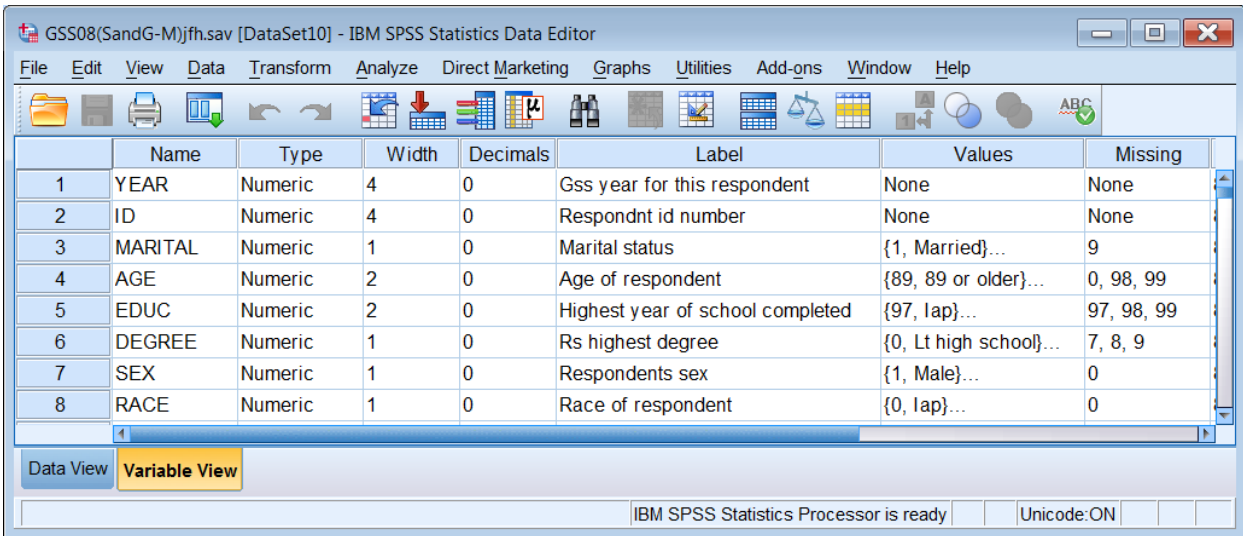 GSS08(SandG-M)jfh.sav [DataSet10] - IBM SPSS Statistics Data Editor
File Edit View Data Transform Analyze Direct Marketing Graphs Utilities Add-ons Window Help
μ A 1 ABC
Name Type Width Decimals Label Values Missing
1 YEAR Numeric 4 0 Gss year for this respondent None None
2 ID Numeric 4 0 Respondnt id number None None
3 MARITAL Numeric 1 0 Marital status {1, Married}... 9
4 AGE Numeric 2 0 Age of respondent {89, 89 or older}... 0, 98, 99
5 EDUC Numeric 2 0 Highest year of school completed {97, Iap}... 97, 98, 99
6 DEGREE Numeric 1 0 Rs highest degree {0, Lt high school}... 7, 8, 9
7 SEX Numeric 1 0 Respondents sex {1, Male}... 0
8 RACE Numeric 1 0 Race of respondent {0, Iap}... 0
Data View Variable View
IBM SPSS Statistics Processor is ready Unicode:ON